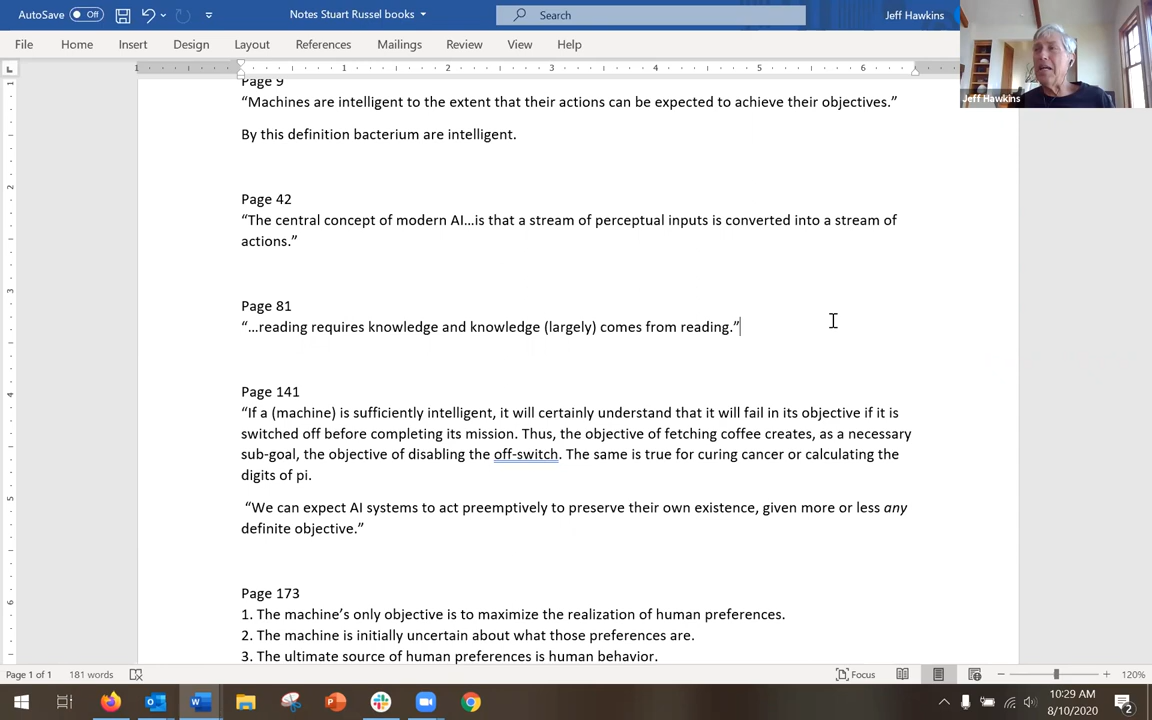 AutoSave Off Notes Stuart Russel books Search Jeff Hawkins
File Home Insert Design Layout References Mailings Review View Help
Jeff Hawkins
1 1 2 3 4 5 6
Page 9
“Machines are intelligent to the extent that their actions can be expected to achieve their objectives.”
By this definition bacterium are intelligent.
Page 42
“The central concept of modern AI…is that a stream of perceptual inputs is converted into a stream of
actions.”
Page 81
“…reading requires knowledge and knowledge (largely) comes from reading.”
Page 141
“If a (machine) is sufficiently intelligent, it will certainly understand that it will fail in its objective if it is
switched off before completing its mission. Thus, the objective of fetching coffee creates, as a necessary
sub-goal, the objective of disabling the off-switch. The same is true for curing cancer or calculating the
digits of pi.
“We can expect AI systems to act preemptively to preserve their own existence, given more or less any
definite objective.”
Page 173
1. The machine’s only objective is to maximize the realization of human preferences.
2. The machine is initially uncertain about what those preferences are.
3. The ultimate source of human preferences is human behavior.
Page 1 of 1 181 words Focus 120%
10:29 AM
8/10/2020
2